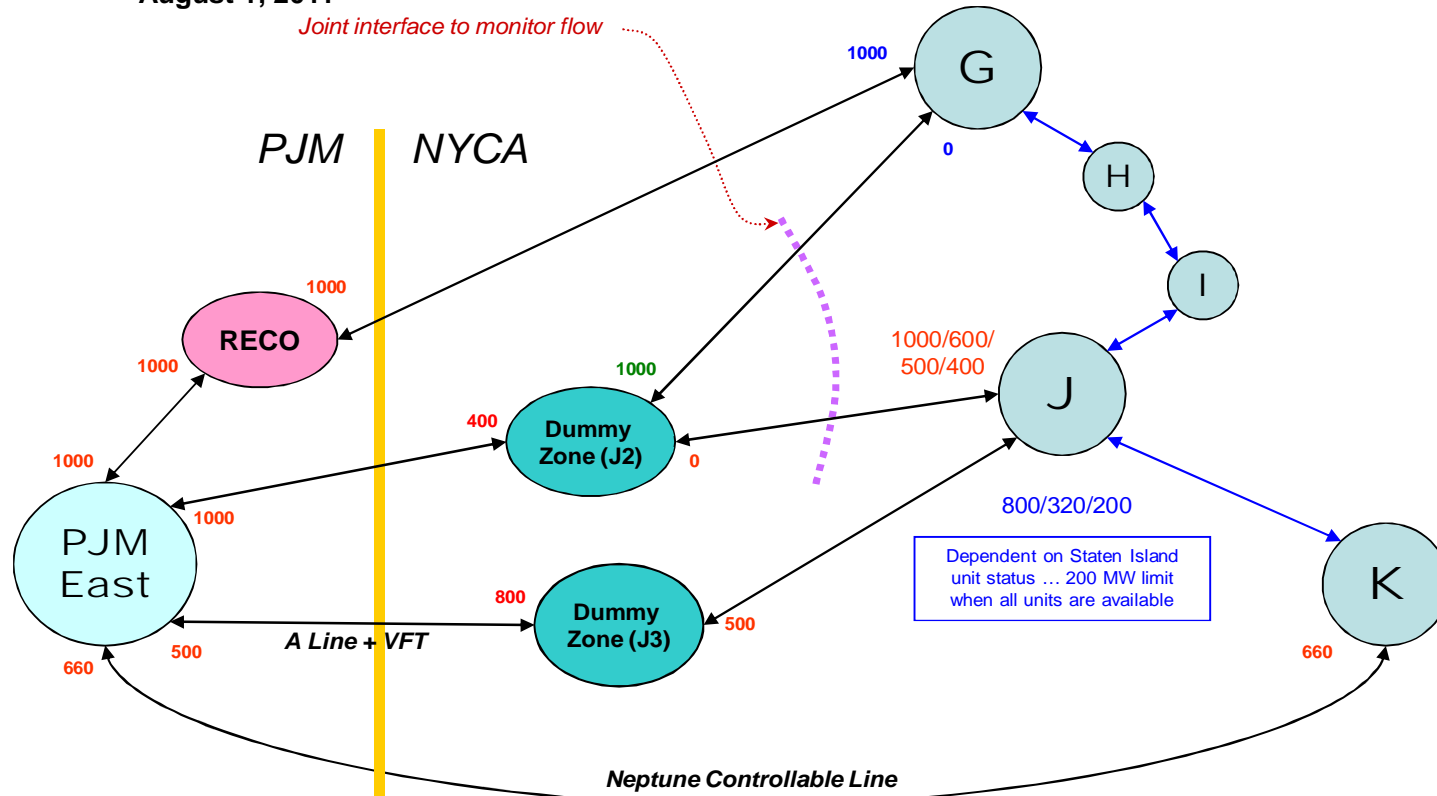 Joint interface to monitor flow
1000
G
PJM
NYCA
0
H
1000
I
RECO
1000
1000/600/
500/400
1000
J
400
Dummy
Zone (J2)
0
1000
1000
800/320/200
PJM
East
Dependent on Staten Island
unit status … 200 MW limit
when all units are available
K
800
Dummy
Zone (J3)
500
A Line + VFT
500
660
660
Neptune Controllable Line